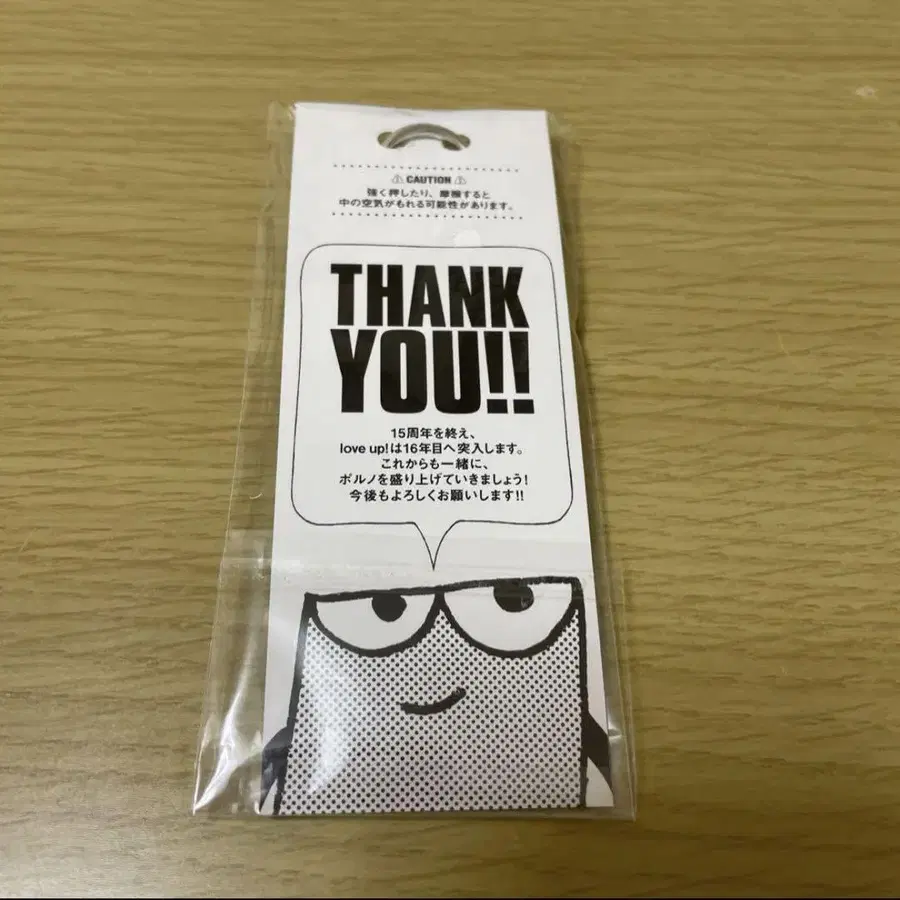 ⚠ CAUTION ⚠
強く押したり、摩擦すると
中の空気がもれる可能性があります。
THANK
YOU!!
15周年を終え、
love up!は16年目へ突入します。
これからも一緒に、
ポルノを盛り上げていきましょう!
今後もよろしくお願いします!!